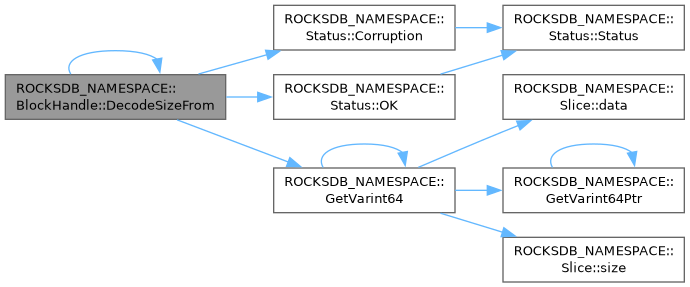 ROCKSDB_NAMESPACE::
BlockHandle::DecodeSizeFrom
ROCKSDB_NAMESPACE::
Status::Corruption
ROCKSDB_NAMESPACE::
Status::Status
ROCKSDB_NAMESPACE::
Status::OK
ROCKSDB_NAMESPACE::
GetVarint64
ROCKSDB_NAMESPACE::
Slice::data
ROCKSDB_NAMESPACE::
GetVarint64Ptr
ROCKSDB_NAMESPACE::
Slice::size